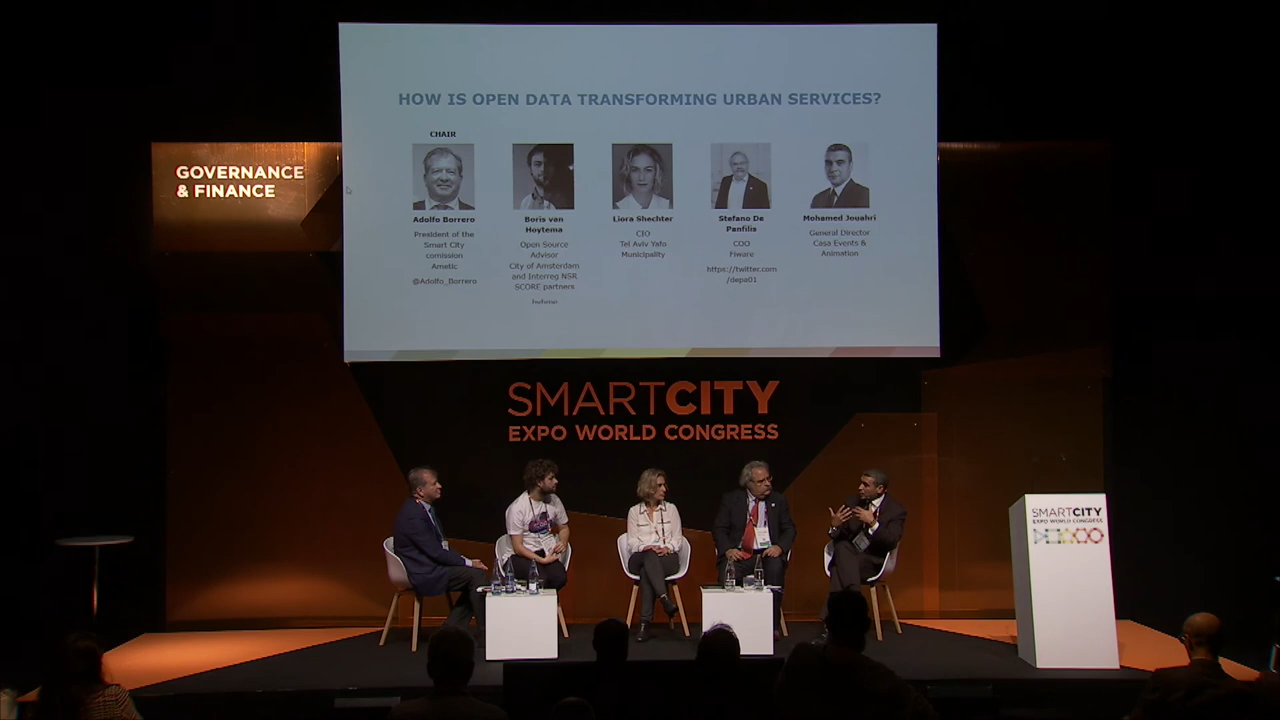 HOW IS OPEN DATA TRANSFORMING URBAN SERVICES?
CHAIR
Adolfo Borrero
President of the
Smart City
comission
Ametic
@Adolfo_Borrero
Boris van
Hoytema
Open Source
Advisor
City of Amsterdam
and Interreg NSR
SCORE partners
Liora Shechter
CIO
Tel Aviv Yafo
Municipality
Stefano De
Panfilis
COO
Fiware
https://twitter.com
/depa01
Mohamed Jouahri
General Director
Casa Events &
Animation
GOVERNANCE
& FINANCE
SMARTCITY
EXPO WORLD CONGRESS
SMARTCITY
EXPO WORLD CONGRESS